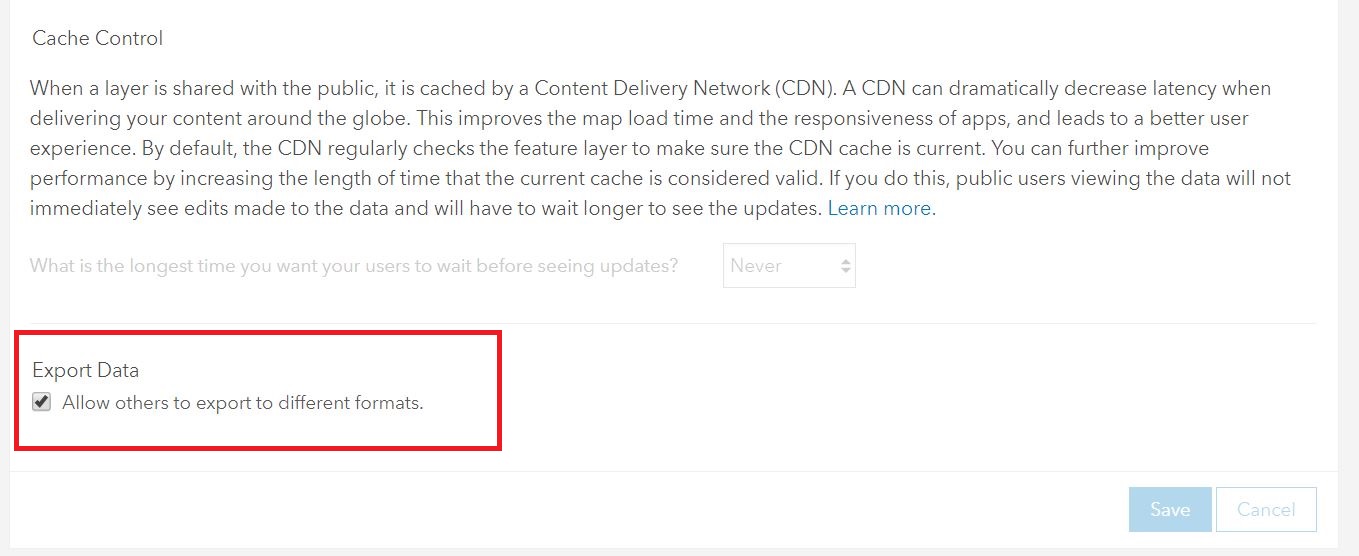 Cache Control
When a layer is shared with the public, it is cached by a Content Delivery Network (CDN). A CDN can dramatically decrease latency when
delivering your content around the globe. This improves the map load time and the responsiveness of apps, and leads to a better user
experience. By default, the CDN regularly checks the feature layer to make sure the CDN cache is current. You can further improve
performance by increasing the length of time that the current cache is considered valid. If you do this, public users viewing the data will not
immediately see edits made to the data and will have to wait longer to see the updates. Learn more.
What is the longest time you want your users to wait before seeing updates? Never
Export Data
Allow others to export to different formats.
Save Cancel